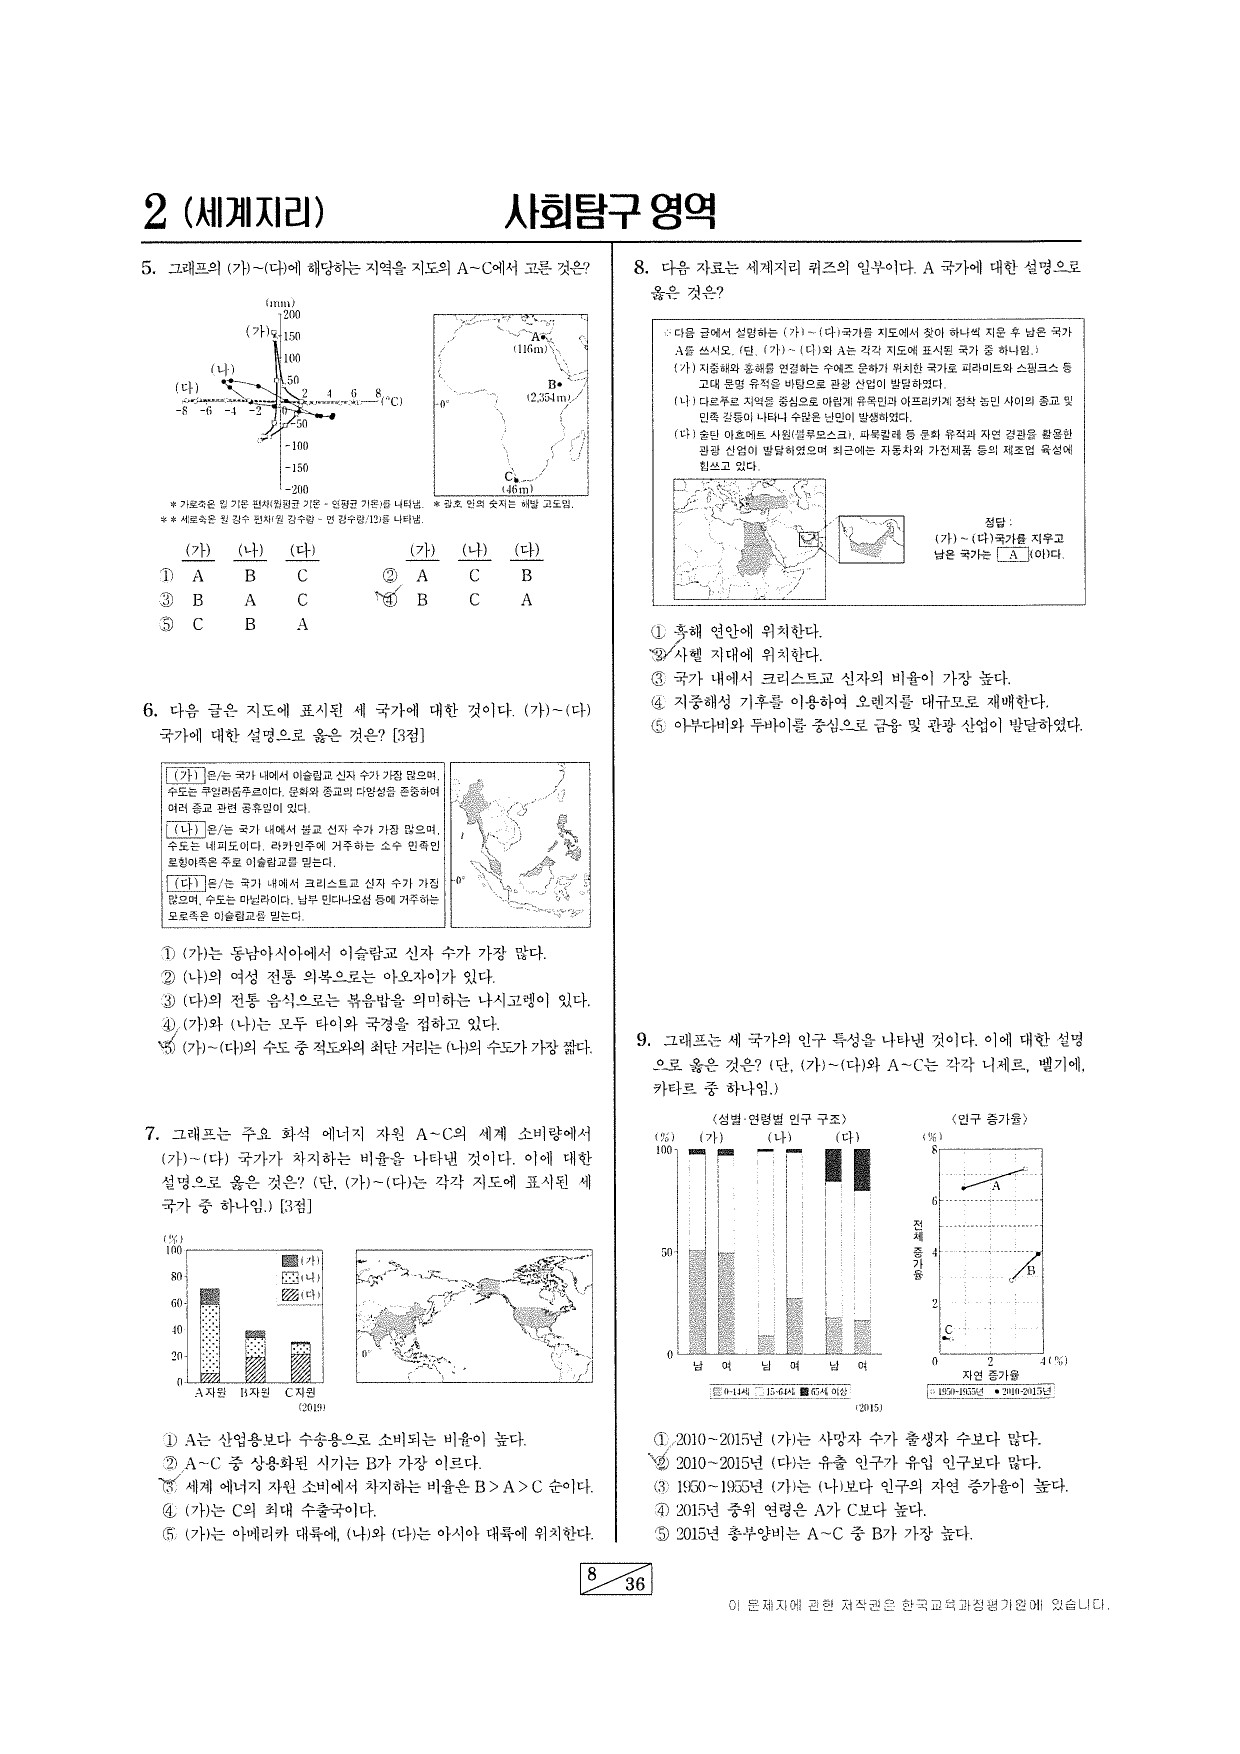 2 (세계지리)
사회탐구 영역
5. 그래프의 (가)~(다)에 해당하는 지역을 지도의 A~C에서 고른 것은?
(mm)
200
(가)
150
100
(나)
50
(다)
2 4 6 8 (℃)
-8 -6 -4 -2 0
-50
-100
-150
-200
A
(116m)
B
(2,354m)
0°
C
(46m)
* 가로축은 월 기온 편차(월평균 기온 - 연평균 기온)를 나타냄.
* 괄호 안의 숫자는 해발 고도임.
* * 세로축은 월 강수 편차(월 강수량 - 연 강수량/12)를 나타냄.
(가) (나) (다) (가) (나) (다)
① A B C ② A C B
③ B A C ④ B C A
⑤ C B A
6. 다음 글은 지도에 표시된 세 국가에 대한 것이다. (가)~(다)
국가에 대한 설명으로 옳은 것은? [3점]
(가) 은/는 국가 내에서 이슬람교 신자 수가 가장 많으며,
수도는 쿠알라룸푸르이다. 문화와 종교의 다양성을 존중하여
여러 종교 관련 공휴일이 있다.
(나) 은/는 국가 내에서 불교 신자 수가 가장 많으며,
수도는 네피도이다. 라카인주에 거주하는 소수 민족인
로힝야족은 주로 이슬람교를 믿는다.
(다) 은/는 국가 내에서 크리스트교 신자 수가 가장
많으며, 수도는 마닐라이다. 남부 민다나오섬 등에 거주하는
모로족은 이슬람교를 믿는다.
0°
① (가)는 동남아시아에서 이슬람교 신자 수가 가장 많다.
② (나)의 여성 전통 의복으로는 아오자이가 있다.
③ (다)의 전통 음식으로는 볶음밥을 의미하는 나시고렝이 있다.
④ (가)와 (나)는 모두 타이와 국경을 접하고 있다.
⑤ (가)~(다)의 수도 중 적도와의 최단 거리는 (나)의 수도가 가장 짧다.
7. 그래프는 주요 화석 에너지 자원 A~C의 세계 소비량에서
(가)~(다) 국가가 차지하는 비율을 나타낸 것이다. 이에 대한
설명으로 옳은 것은? (단, (가)~(다)는 각각 지도에 표시된 세
국가 중 하나임.) [3점]
(%)
100
80
60
40
20
0
(가)
(나)
(다)
A자원 B자원 C자원
(2019)
0°
① A는 산업용보다 수송용으로 소비되는 비율이 높다.
② A~C 중 상용화된 시기는 B가 가장 이르다.
③ 세계 에너지 자원 소비에서 차지하는 비율은 B>A>C 순이다.
④ (가)는 C의 최대 수출국이다.
⑤ (가)는 아메리카 대륙에, (나)와 (다)는 아시아 대륙에 위치한다.
8. 다음 자료는 세계지리 퀴즈의 일부이다. A 국가에 대한 설명으로
옳은 것은?
○ 다음 글에서 설명하는 (가)~(다)국가를 지도에서 찾아 하나씩 지운 후 남은 국가
A를 쓰시오. (단, (가)~(다)와 A는 각각 지도에 표시된 국가 중 하나임.)
(가) 지중해와 홍해를 연결하는 수에즈 운하가 위치한 국가로 피라미드와 스핑크스 등
고대 문명 유적을 바탕으로 관광 산업이 발달하였다.
(나) 다르푸르 지역을 중심으로 아랍계 유목민과 아프리카계 정착 농민 사이의 종교 및
민족 갈등이 나타나 수많은 난민이 발생하였다.
(다) 술탄 아흐메트 사원(블루모스크), 파묵칼레 등 문화 유적과 자연 경관을 활용한
관광 산업이 발달하였으며 최근에는 자동차와 가전제품 등의 제조업 육성에
힘쓰고 있다.
정답 :
(가)~(다)국가를 지우고
남은 국가는 A (이)다.
① 홍해 연안에 위치한다.
② 사헬 지대에 위치한다.
③ 국가 내에서 크리스트교 신자의 비율이 가장 높다.
④ 지중해성 기후를 이용하여 오렌지를 대규모로 재배한다.
⑤ 아부다비와 두바이를 중심으로 금융 및 관광 산업이 발달하였다.
9. 그래프는 세 국가의 인구 특성을 나타낸 것이다. 이에 대한 설명
으로 옳은 것은? (단, (가)~(다)와 A~C는 각각 니제르, 벨기에,
카타르 중 하나임.)
〈성별·연령별 인구 구조〉
(%) (가) (나) (다)
100
50
0
남 여 남 여 남 여
0-14세 15-64세 65세 이상
(2015)
〈인구 증가율〉
(%)
8
6
4
2
전체 증가율
A
B
C
0 2 4(%)
자연 증가율
○ 1950-1955년 ● 2010-2015년
① 2010~2015년 (가)는 사망자 수가 출생자 수보다 많다.
② 2010~2015년 (다)는 유출 인구가 유입 인구보다 많다.
③ 1950~1955년 (가)는 (나)보다 인구의 자연 증가율이 높다.
④ 2015년 중위 연령은 A가 C보다 높다.
⑤ 2015년 총부양비는 A~C 중 B가 가장 높다.
8
36
이 문제지에 관한 저작권은 한국교육과정평가원에 있습니다.